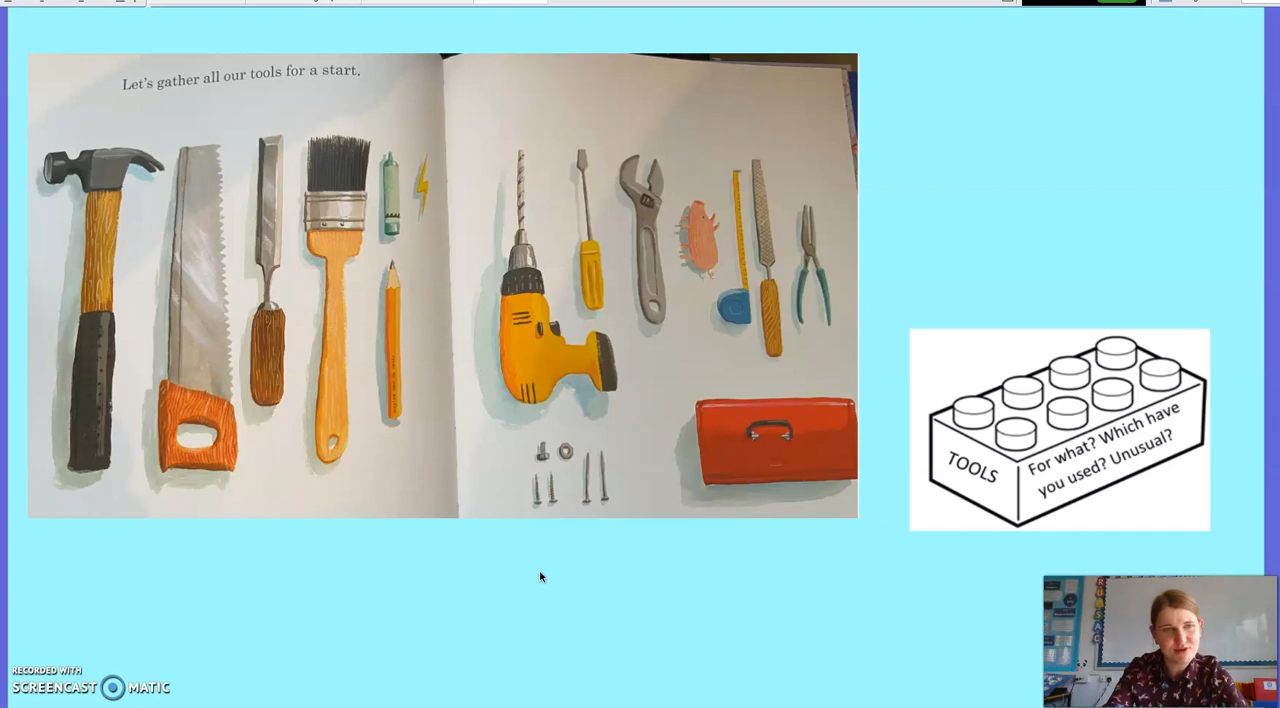 Let's gather all our tools for a start.
TOOLS
For what? Which have
you used? Unusual?
RECORDED WITH
SCREENCAST MATIC